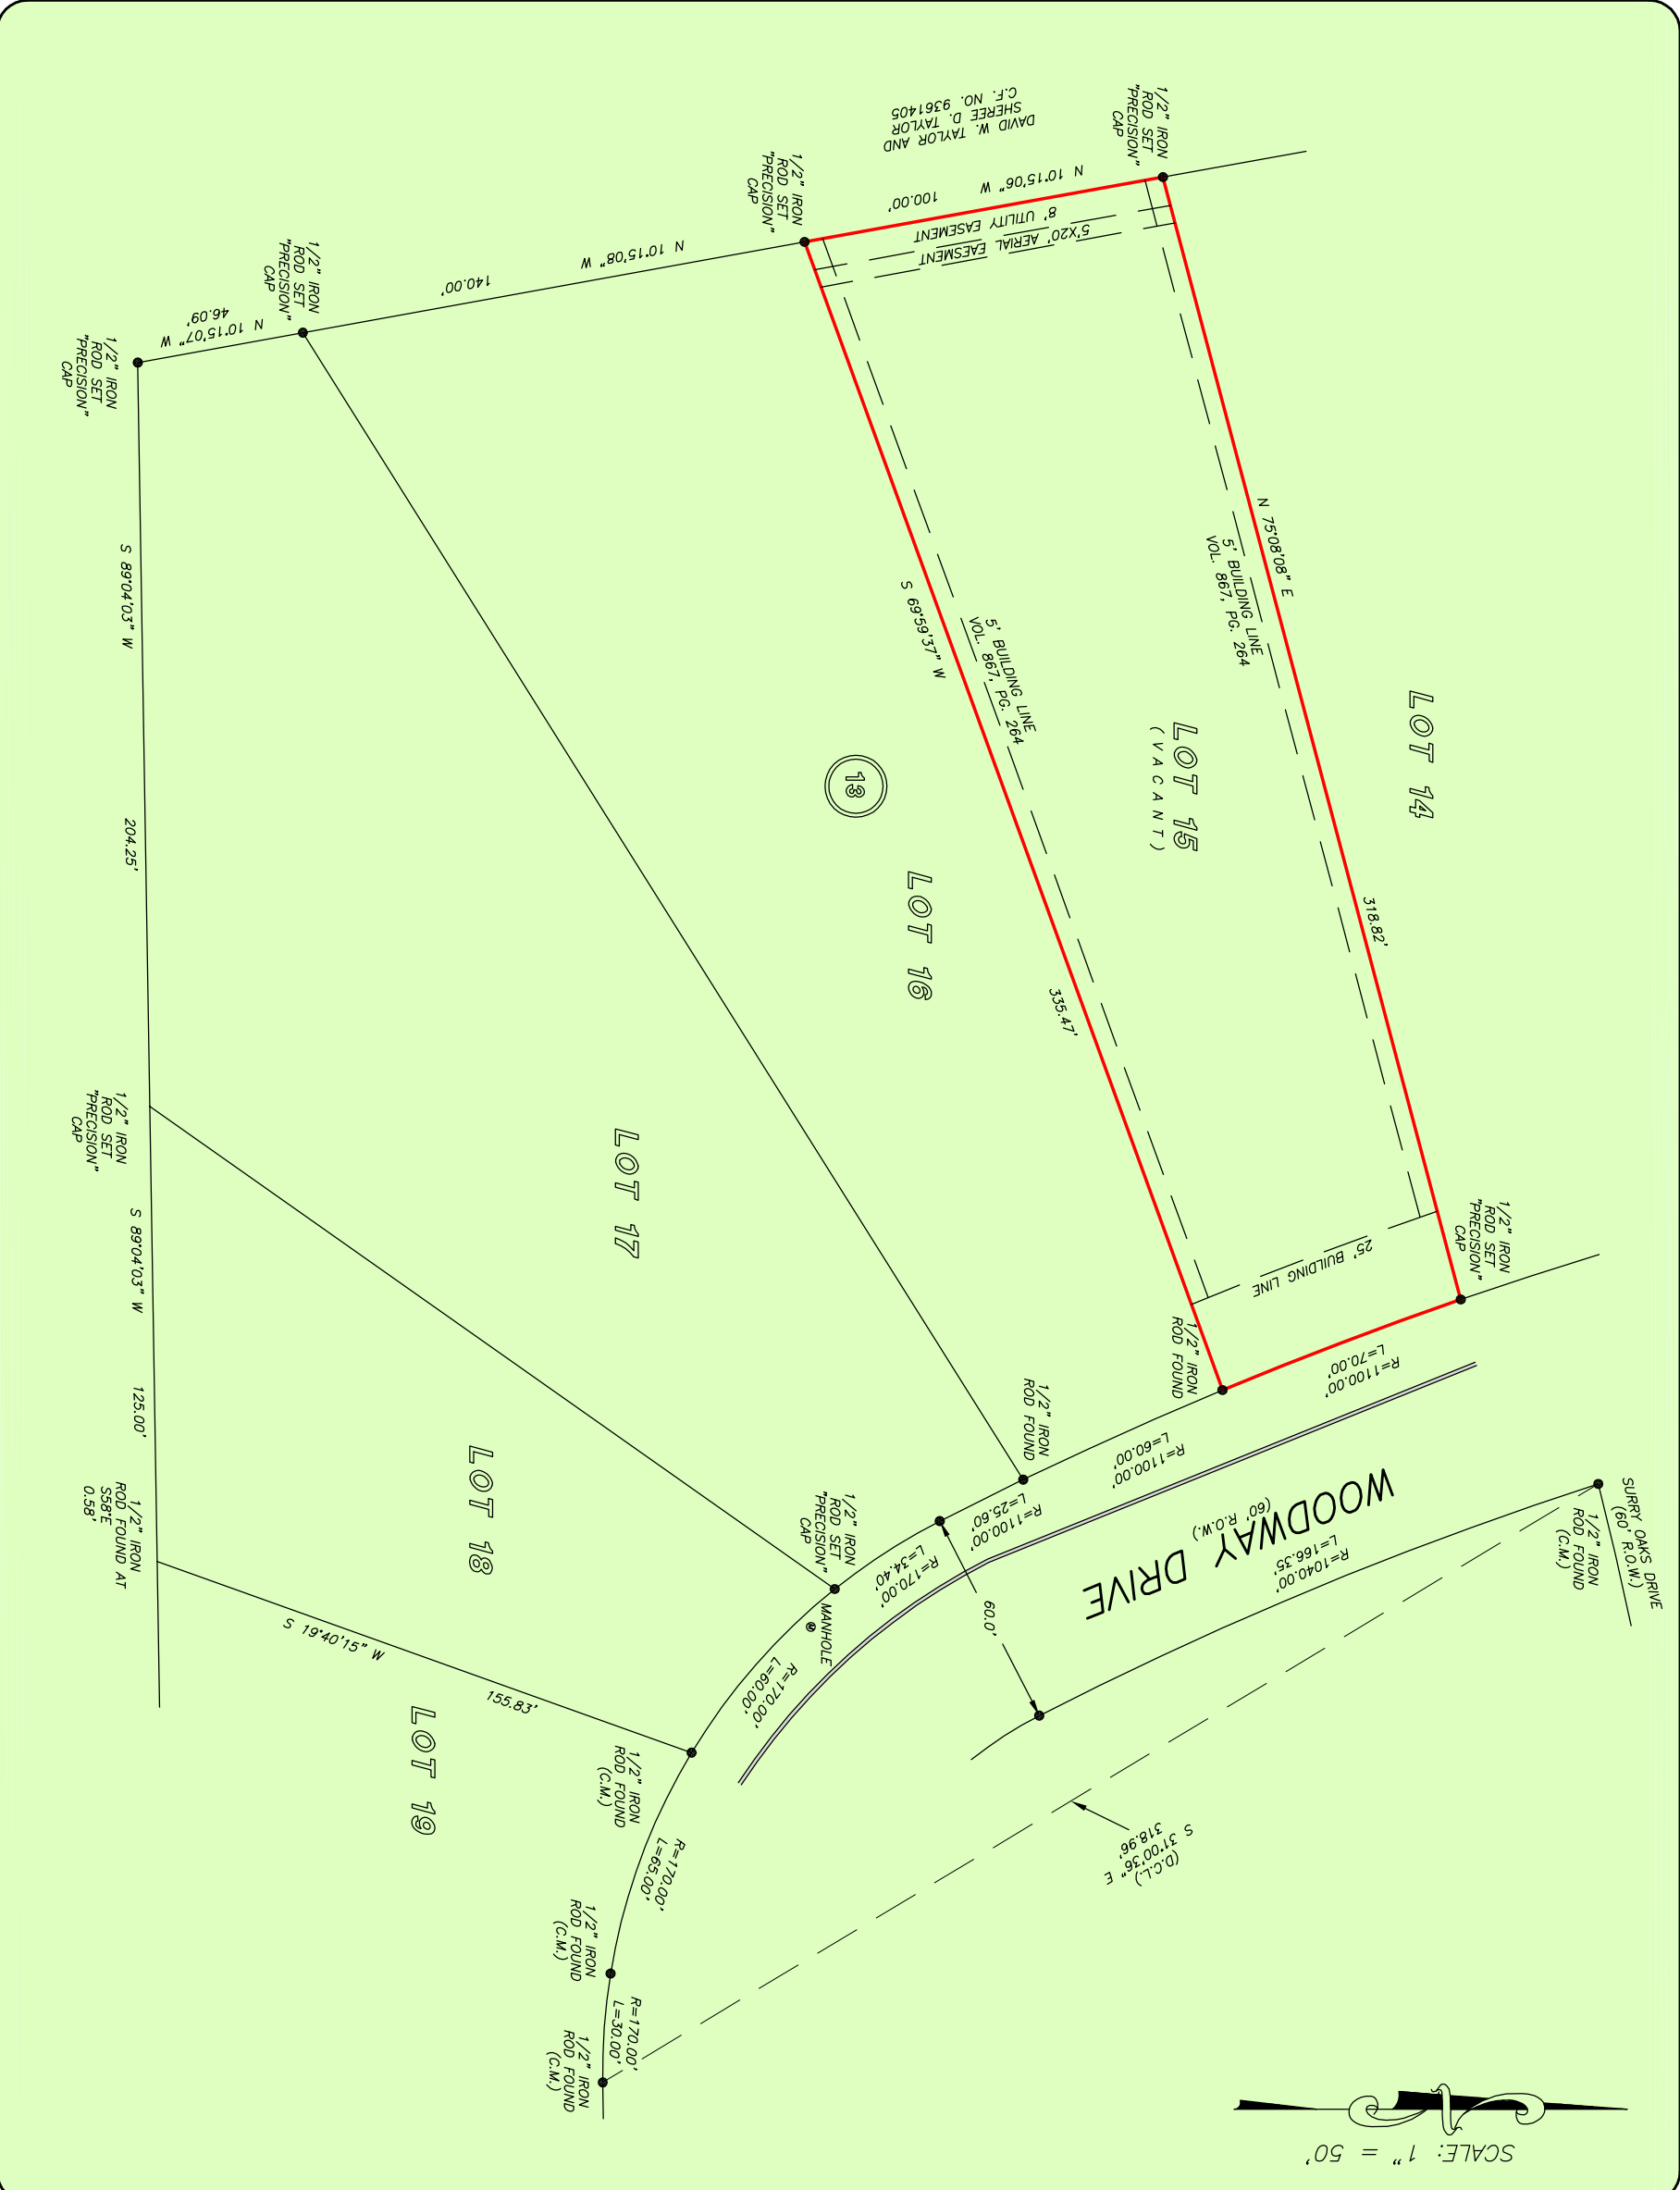 DAVID W. TAYLOR AND
SHEREE D. TAYLOR
C.F. NO. 9361405
1/2" IRON
ROD SET
"PRECISION"
CAP
N 10°15'06" W
100.00'
8' UTILITY EASEMENT
5'X20' AERIAL EAESMENT
1/2" IRON
ROD SET
"PRECISION"
CAP
N 10°15'08" W
140.00'
1/2" IRON
ROD SET
"PRECISION"
CAP
N 10°15'07" W
46.09'
1/2" IRON
ROD SET
"PRECISION"
CAP
N 75°08'08" E
318.82'
5' BUILDING LINE
VOL. 867, PG. 264
LOT 14
LOT 15
(VACANT)
S 69°59'37" W
335.47'
5' BUILDING LINE
VOL. 867, PG. 264
13
LOT 16
S 89°04'03" W
204.25'
LOT 17
1/2" IRON
ROD SET
"PRECISION"
CAP
S 89°04'03" W
125.00'
1/2" IRON
ROD SET
"PRECISION"
CAP
25' BUILDING LINE
1/2" IRON
ROD FOUND
R=1100.00'
L=70.00'
1/2" IRON
ROD FOUND
R=1100.00'
L=60.00'
R=1100.00'
L=25.60'
WOODWAY DRIVE
(60' R.O.W.)
R=1040.00'
L=166.35'
SURRY OAKS DRIVE
(60' R.O.W.)
1/2" IRON
ROD FOUND
(C.M.)
1/2" IRON
ROD SET
"PRECISION"
CAP
R=170.00'
L=34.40'
60.0'
MANHOLE
R=170.00'
L=60.00'
LOT 18
1/2" IRON
ROD FOUND AT
S58°E
0.58'
S 19°40'15" W
155.83'
LOT 19
1/2" IRON
ROD FOUND
(C.M.)
R=170.00'
L=65.00'
(D.C.L.)
S 31°00'36" E
318.96'
1/2" IRON
ROD FOUND
(C.M.)
R=170.00'
L=30.00'
1/2" IRON
ROD FOUND
(C.M.)
SCALE: 1" = 50'